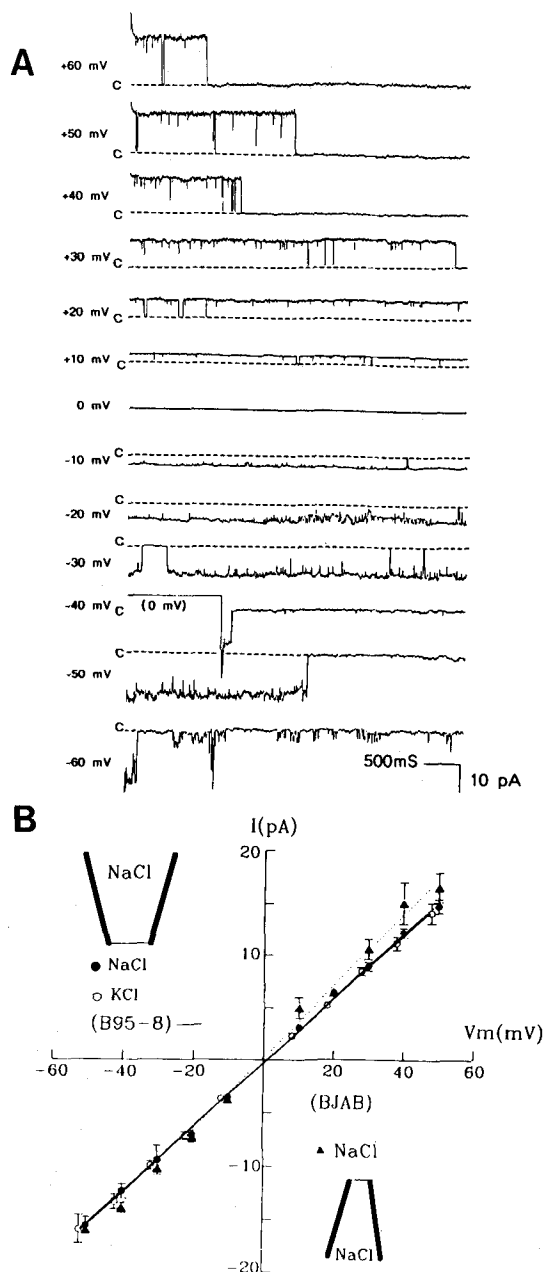 A
+60 mV
C
+50 mV
C
+40 mV
C
+30 mV
C
+20 mV
C
+10 mV
C
0 mV
C
-10 mV
C
-20 mV
C
-30 mV
-40 mV
C
(0 mV)
C
-50 mV
C
-60 mV
500mS
10 pA
B
I(pA)
20
NaCl
10
● NaCl
○ KCl
(B95-8)
Vm(mV)
-60 -40 -20 0 20 40 60
(BJAB)
▲ NaCl
-10
NaCl
-20